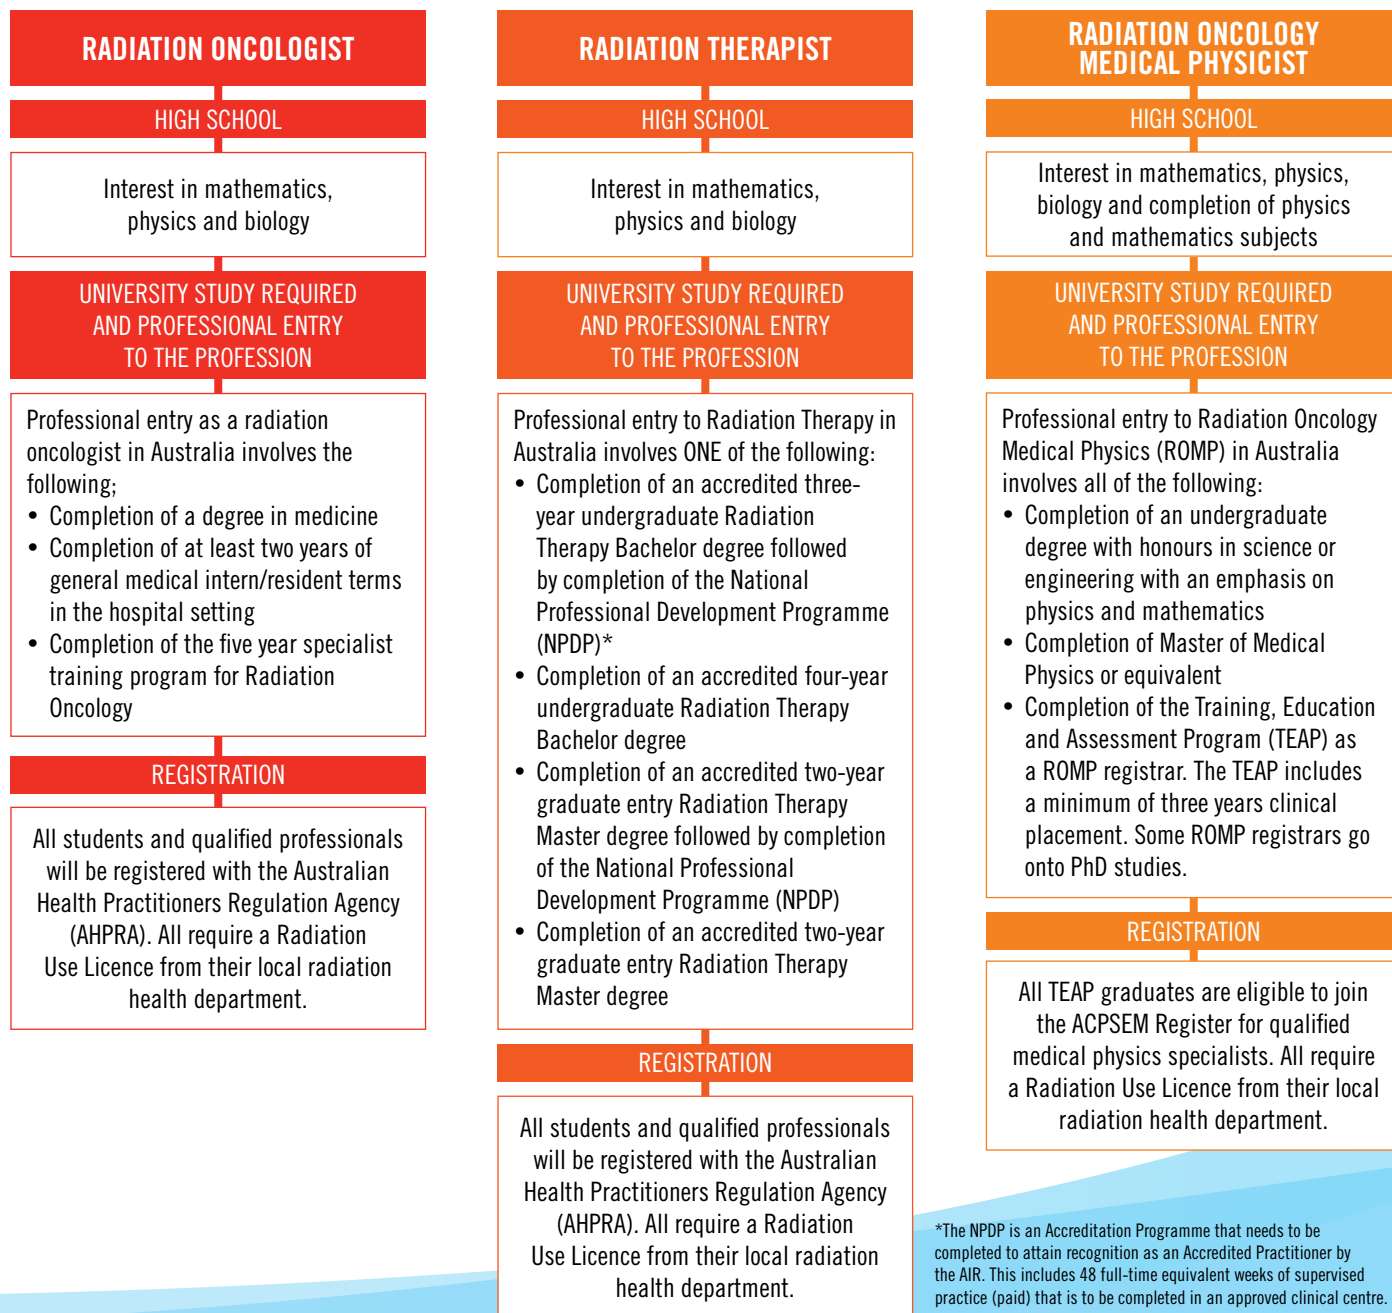 RADIATION ONCOLOGIST
HIGH SCHOOL
Interest in mathematics,
physics and biology
UNIVERSITY STUDY REQUIRED
AND PROFESSIONAL ENTRY
TO THE PROFESSION
Professional entry as a radiation
oncologist in Australia involves the
following;
• Completion of a degree in medicine
• Completion of at least two years of
general medical intern/resident terms
in the hospital setting
• Completion of the five year specialist
training program for Radiation
Oncology
REGISTRATION
All students and qualified professionals
will be registered with the Australian
Health Practitioners Regulation Agency
(AHPRA). All require a Radiation
Use Licence from their local radiation
health department.
RADIATION THERAPIST
HIGH SCHOOL
Interest in mathematics,
physics and biology
UNIVERSITY STUDY REQUIRED
AND PROFESSIONAL ENTRY
TO THE PROFESSION
Professional entry to Radiation Therapy in
Australia involves ONE of the following:
• Completion of an accredited three-
year undergraduate Radiation
Therapy Bachelor degree followed
by completion of the National
Professional Development Programme
(NPDP)*
• Completion of an accredited four-year
undergraduate Radiation Therapy
Bachelor degree
• Completion of an accredited two-year
graduate entry Radiation Therapy
Master degree followed by completion
of the National Professional
Development Programme (NPDP)
• Completion of an accredited two-year
graduate entry Radiation Therapy
Master degree
REGISTRATION
All students and qualified professionals
will be registered with the Australian
Health Practitioners Regulation Agency
(AHPRA). All require a Radiation
Use Licence from their local radiation
health department.
RADIATION ONCOLOGY
MEDICAL PHYSICIST
HIGH SCHOOL
Interest in mathematics, physics,
biology and completion of physics
and mathematics subjects
UNIVERSITY STUDY REQUIRED
AND PROFESSIONAL ENTRY
TO THE PROFESSION
Professional entry to Radiation Oncology
Medical Physics (ROMP) in Australia
involves all of the following:
• Completion of an undergraduate
degree with honours in science or
engineering with an emphasis on
physics and mathematics
• Completion of Master of Medical
Physics or equivalent
• Completion of the Training, Education
and Assessment Program (TEAP) as
a ROMP registrar. The TEAP includes
a minimum of three years clinical
placement. Some ROMP registrars go
onto PhD studies.
REGISTRATION
All TEAP graduates are eligible to join
the ACPSEM Register for qualified
medical physics specialists. All require
a Radiation Use Licence from their local
radiation health department.
*The NPDP is an Accreditation Programme that needs to be
completed to attain recognition as an Accredited Practitioner by
the AIR. This includes 48 full-time equivalent weeks of supervised
practice (paid) that is to be completed in an approved clinical centre.